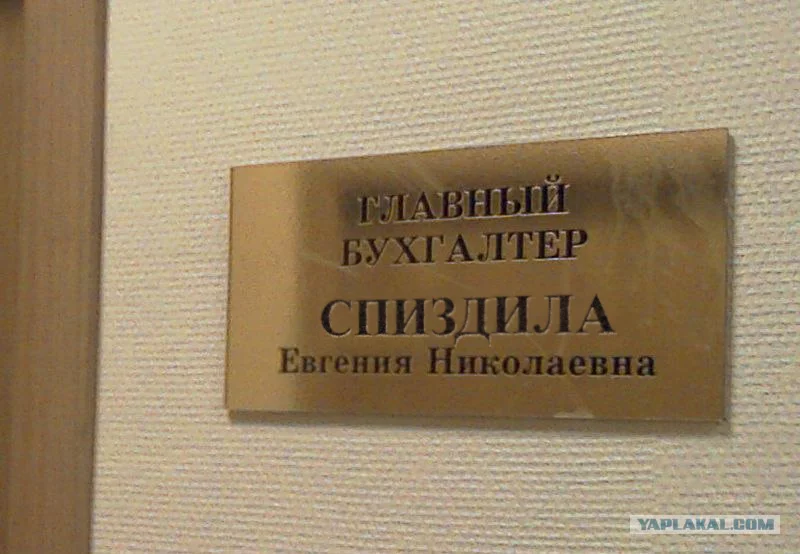 ГЛАВНЫЙ
БУХГАЛТЕР
СПИЗДИЛА
Евгения Николаевна
YAPLAKAL.COM